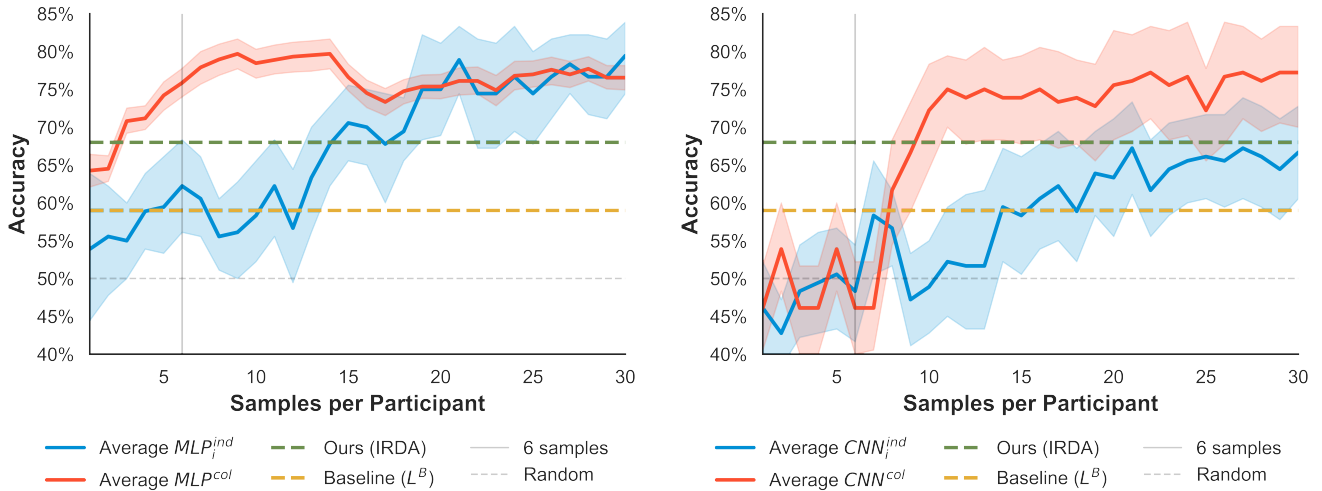 85%
80%
75%
70%
65%
60%
55%
50%
45%
40%
Accuracy
5 10 15 20 25 30
Samples per Participant
Average MLP_i^ind Ours (IRDA) 6 samples
Average MLP^col Baseline (L^B) Random
85%
80%
75%
70%
65%
60%
55%
50%
45%
40%
Accuracy
5 10 15 20 25 30
Samples per Participant
Average CNN_i^ind Ours (IRDA) 6 samples
Average CNN^col Baseline (L^B) Random